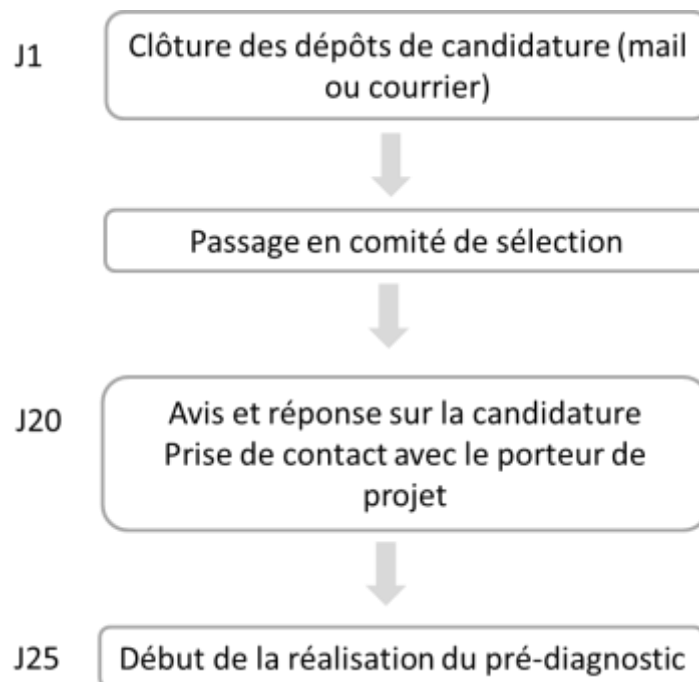 J1
Clôture des dépôts de candidature (mail
ou courrier)
Passage en comité de sélection
J20
Avis et réponse sur la candidature
Prise de contact avec le porteur de
projet
J25
Début de la réalisation du pré-diagnostic